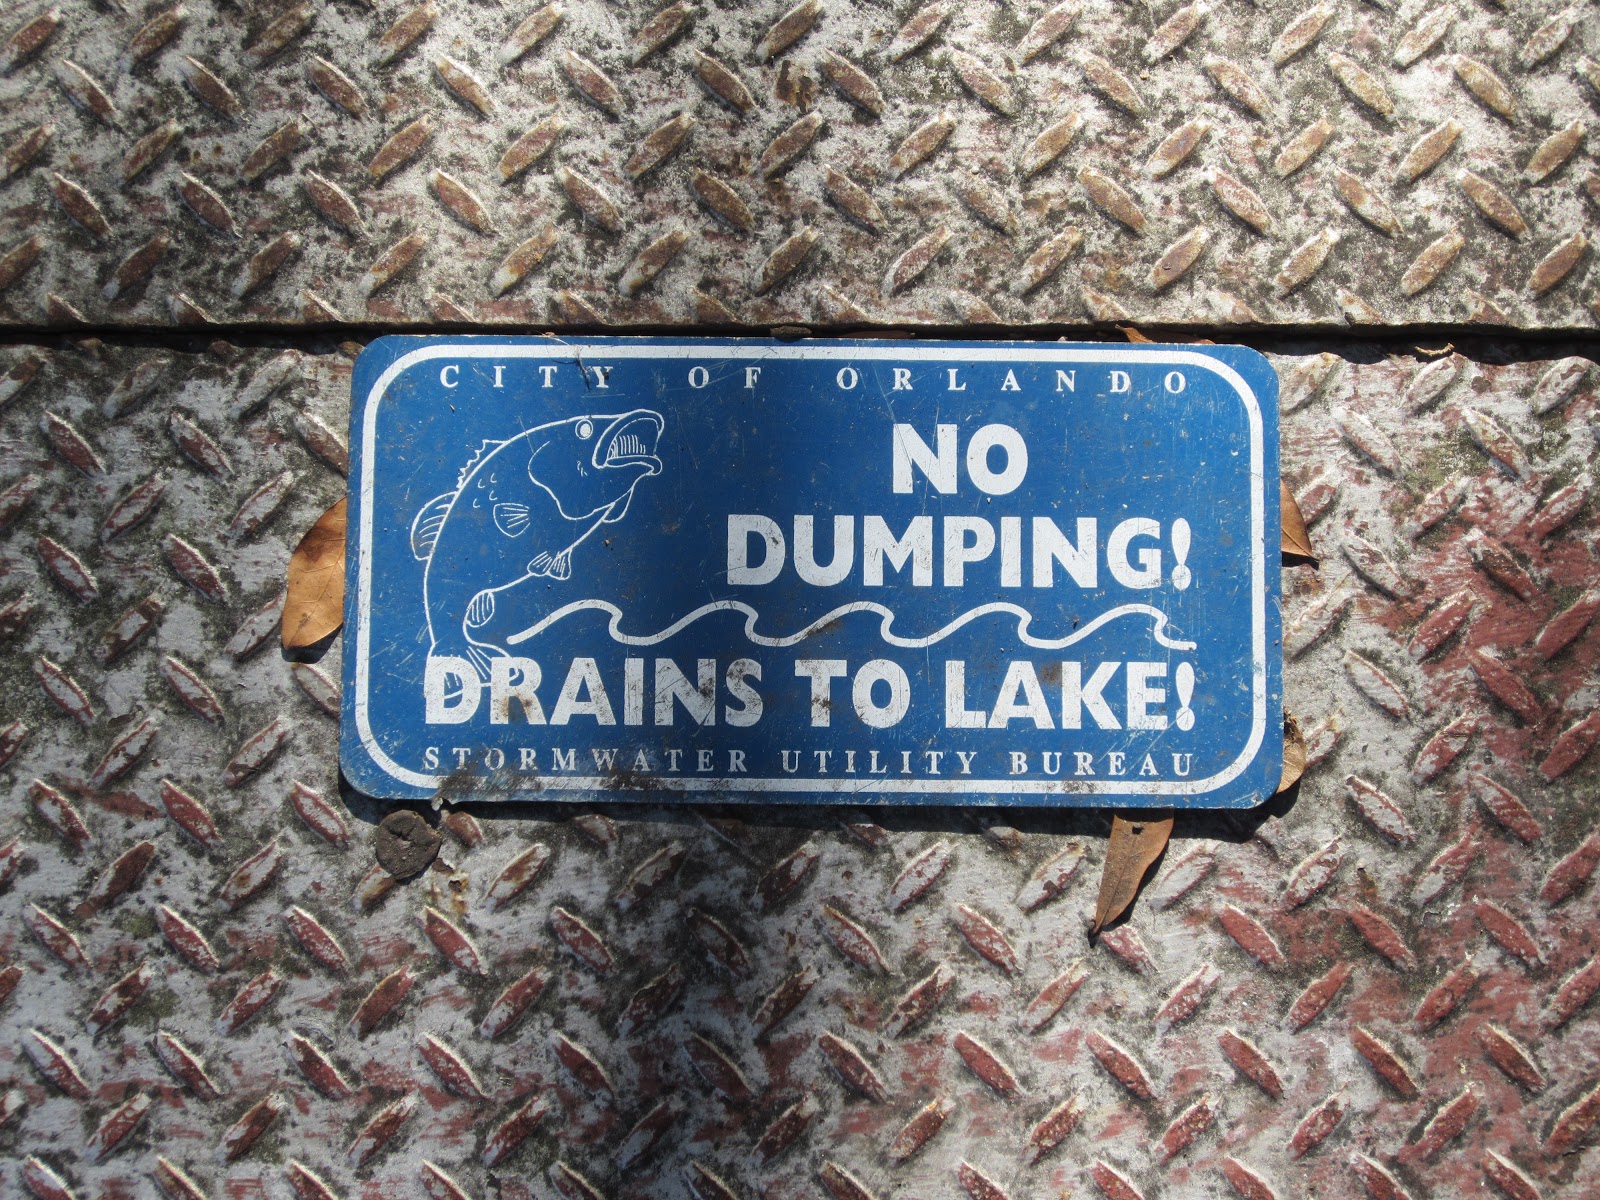 CITY OF ORLANDO
NO
DUMPING!
DRAINS TO LAKE!
STORMWATER UTILITY BUREAU